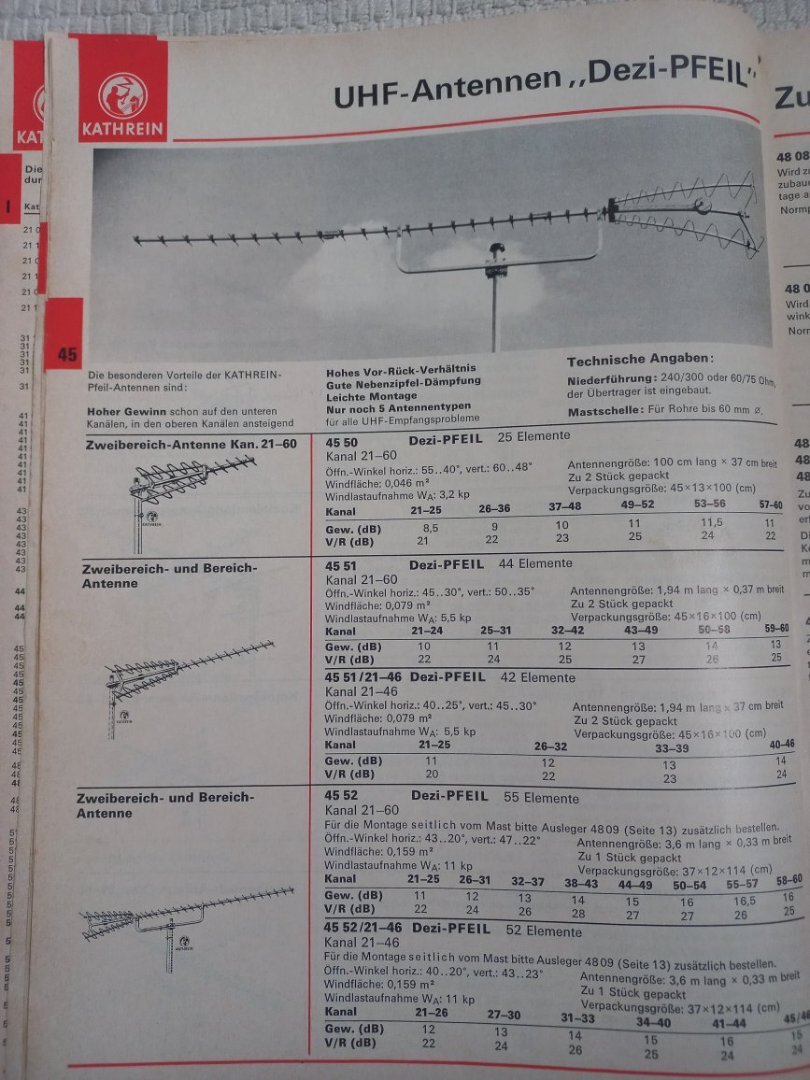 KATHREIN
UHF-Antennen „Dezi-PFEIL"
45
Die besonderen Vorteile der KATHREIN-
Pfeil-Antennen sind:
Hoher Gewinn schon auf den unteren
Kanälen, in den oberen Kanälen ansteigend
Hohes Vor-Rück-Verhältnis
Gute Nebenzipfel-Dämpfung
Leichte Montage
Nur noch 5 Antennentypen
für alle UHF-Empfangsprobleme
Technische Angaben:
Niederführung: 240/300 oder 60/75 Ohm,
der Übertrager ist eingebaut.
Mastschelle: Für Rohre bis 60 mm ø.
Zweibereich-Antenne Kan. 21–60
KATHREIN
45 50 Dezi-PFEIL 25 Elemente
Kanal 21–60
Öffn.-Winkel horiz.: 55..40°, vert.: 60..48°
Windfläche: 0,046 m²
Windlastaufnahme WA: 3,2 kp
Antennengröße: 100 cm lang × 37 cm breit
Zu 2 Stück gepackt
Verpackungsgröße: 45×13×100 (cm)
Kanal 21–25 26–36 37–48 49–52 53–56 57-60
Gew. (dB) 8,5 9 10 11 11,5 11
V/R (dB) 21 22 23 25 24 22
Zweibereich- und Bereich-
Antenne
KATHREIN
45 51 Dezi-PFEIL 44 Elemente
Kanal 21–60
Öffn.-Winkel horiz.: 45..30°, vert.: 50..35°
Windfläche: 0,079 m²
Windlastaufnahme WA: 5,5 kp
Antennengröße: 1,94 m lang × 0,37 m breit
Zu 2 Stück gepackt
Verpackungsgröße: 45×16×100 (cm)
Kanal 21–24 25–31 32–42 43–49 50–58 59–60
Gew. (dB) 10 11 12 13 14 13
V/R (dB) 22 24 25 27 26 25
45 51/21–46 Dezi-PFEIL 42 Elemente
Kanal 21–46
Öffn.-Winkel horiz.: 40..25°, vert.: 45..30°
Windfläche: 0,079 m²
Windlastaufnahme WA: 5,5 kp
Antennengröße: 1,94 m lang x 37 cm breit
Zu 2 Stück gepackt
Verpackungsgröße: 45×16×100 (cm)
Kanal 21–25 26–32 33–39 40–46
Gew. (dB) 11 12 13 14
V/R (dB) 20 22 23 24
Zweibereich- und Bereich-
Antenne
KATHREIN
45 52 Dezi-PFEIL 55 Elemente
Kanal 21–60
Für die Montage seitlich vom Mast bitte Ausleger 4809 (Seite 13) zusätzlich bestellen.
Öffn.-Winkel horiz.: 43..20°, vert.: 47..22°
Windfläche: 0,159 m²
Windlastaufnahme WA: 11 kp
Antennengröße: 3,6 m lang × 0,33 m breit
Zu 1 Stück gepackt
Verpackungsgröße: 37×12×114 (cm)
Kanal 21–25 26–31 32–37 38–43 44–49 50–54 55–57 58–60
Gew. (dB) 11 12 13 14 15 16 16,5 16
V/R (dB) 22 24 26 28 27 27 26 25
45 52/21–46 Dezi-PFEIL 52 Elemente
Kanal 21–46
Für die Montage seitlich vom Mast bitte Ausleger 4809 (Seite 13) zusätzlich bestellen.
Öffn.-Winkel horiz.: 40..20°, vert.: 43..23°
Windfläche: 0,159 m²
Windlastaufnahme WA: 11 kp
Antennengröße: 3,6 m lang × 0,33 m breit
Zu 1 Stück gepackt
Verpackungsgröße: 37×12×114 (cm)
Kanal 21–26 27–30 31–33 34–40 41–44 45/46
Gew. (dB) 12 13 14 15 16 15
V/R (dB) 22 24 26 25 24 24